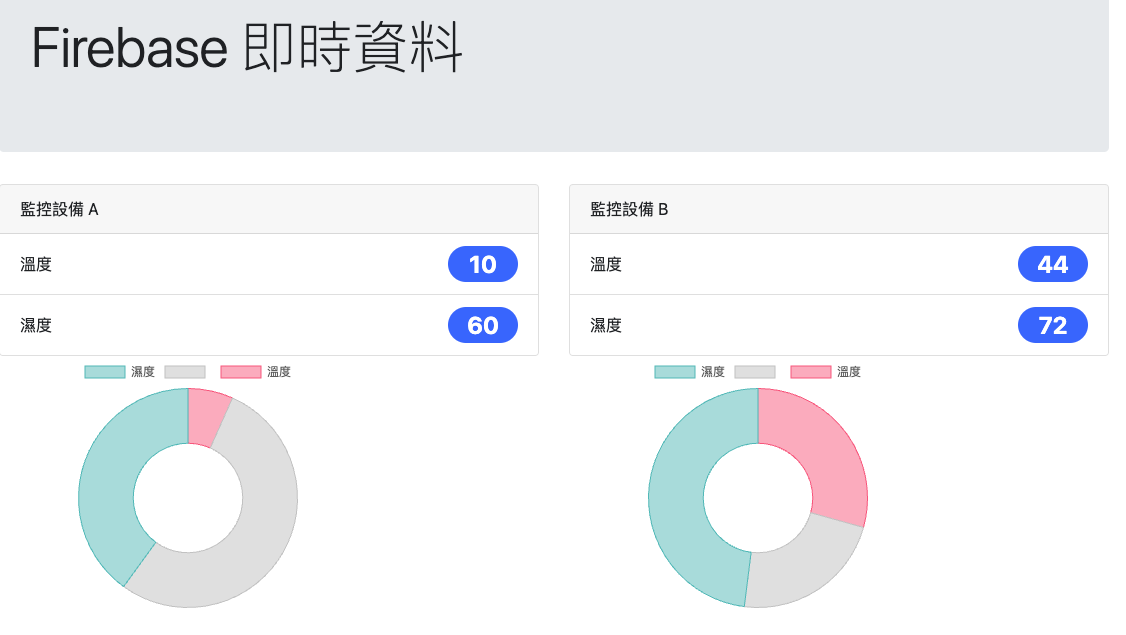 Firebase 即時資料
監控設備 A
溫度 10
濕度 60
濕度 溫度
監控設備 B
溫度 44
濕度 72
濕度 溫度